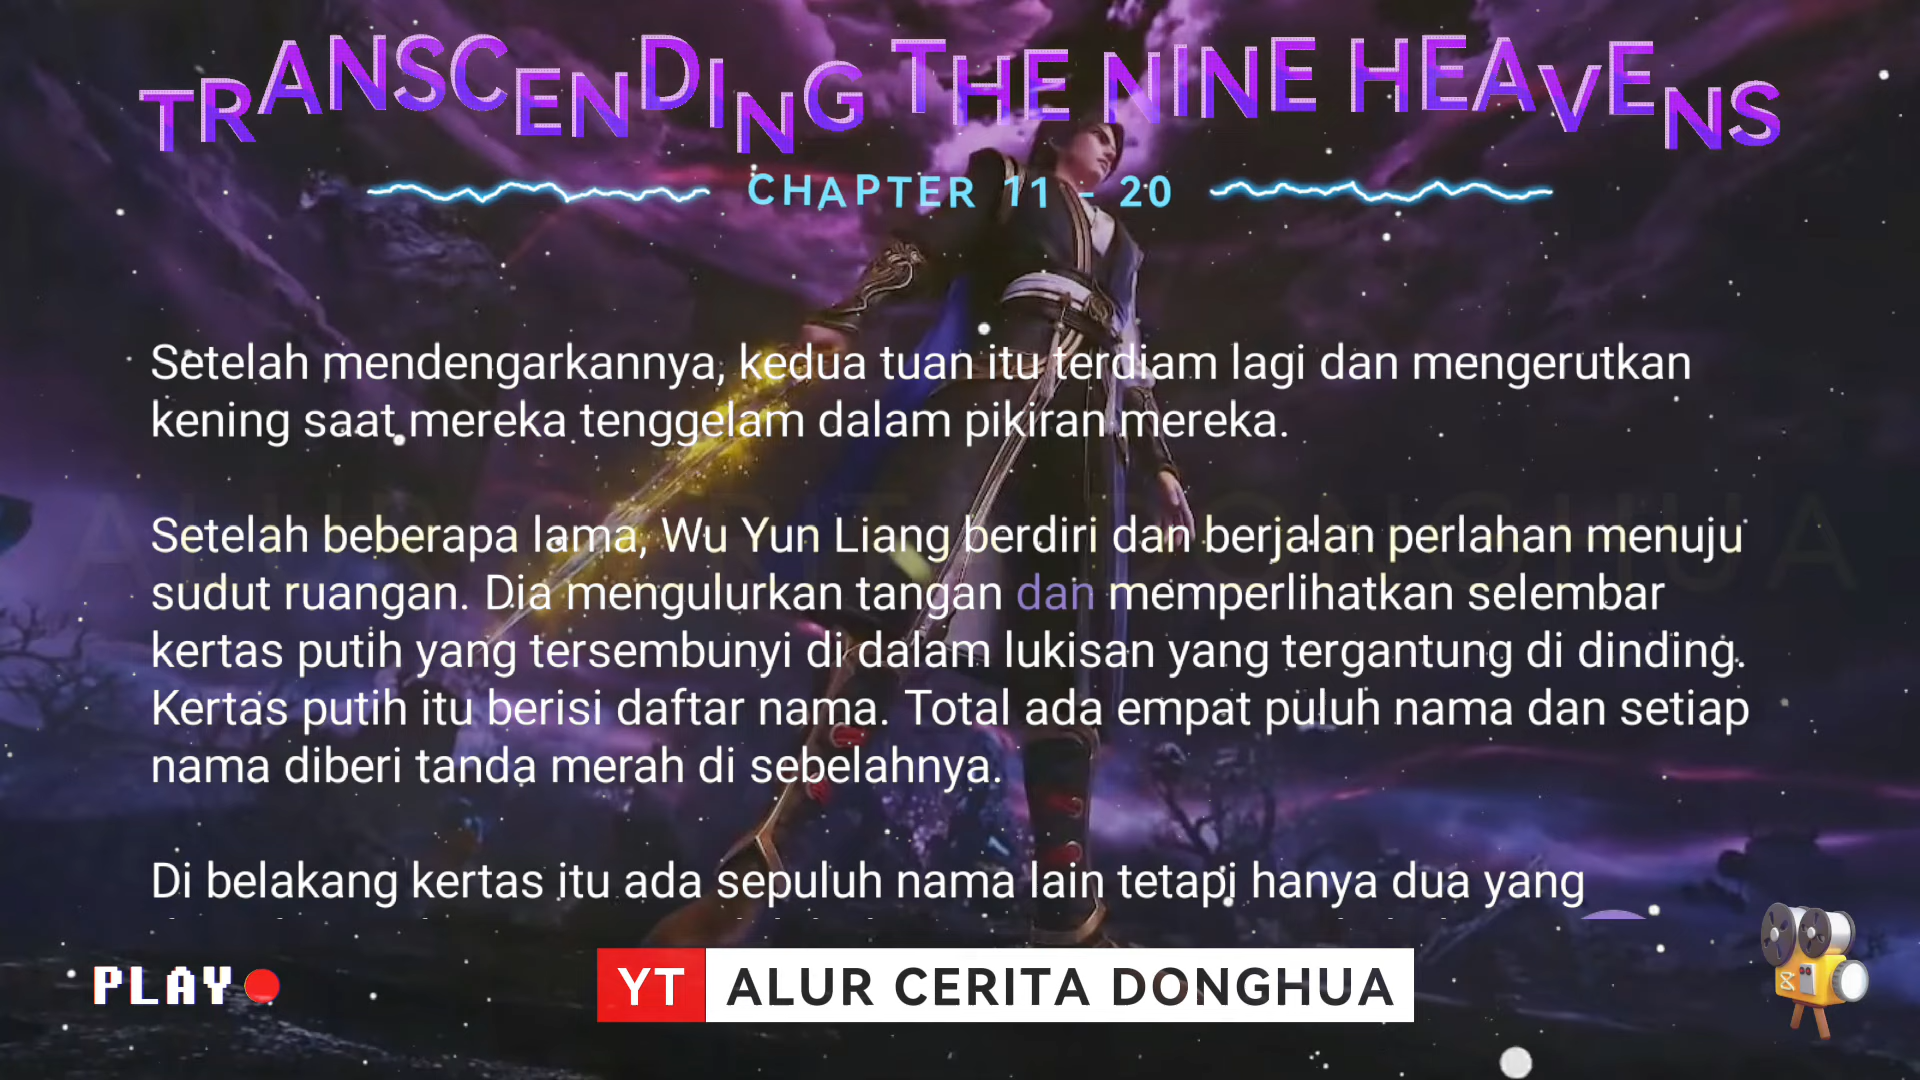 TRANSCENDING THE NINE HEAVENS
CHAPTER 11 - 20
Setelah mendengarkannya, kedua tuan itu terdiam lagi dan mengerutkan
kening saat mereka tenggelam dalam pikiran mereka.
Setelah beberapa lama, Wu Yun Liang berdiri dan berjalan perlahan menuju
sudut ruangan. Dia mengulurkan tangan dan memperlihatkan selembar
kertas putih yang tersembunyi di dalam lukisan yang tergantung di dinding.
Kertas putih itu berisi daftar nama. Total ada empat puluh nama dan setiap
nama diberi tanda merah di sebelahnya.
Di belakang kertas itu ada sepuluh nama lain tetapi hanya dua yang
PLAY
YT ALUR CERITA DONGHUA